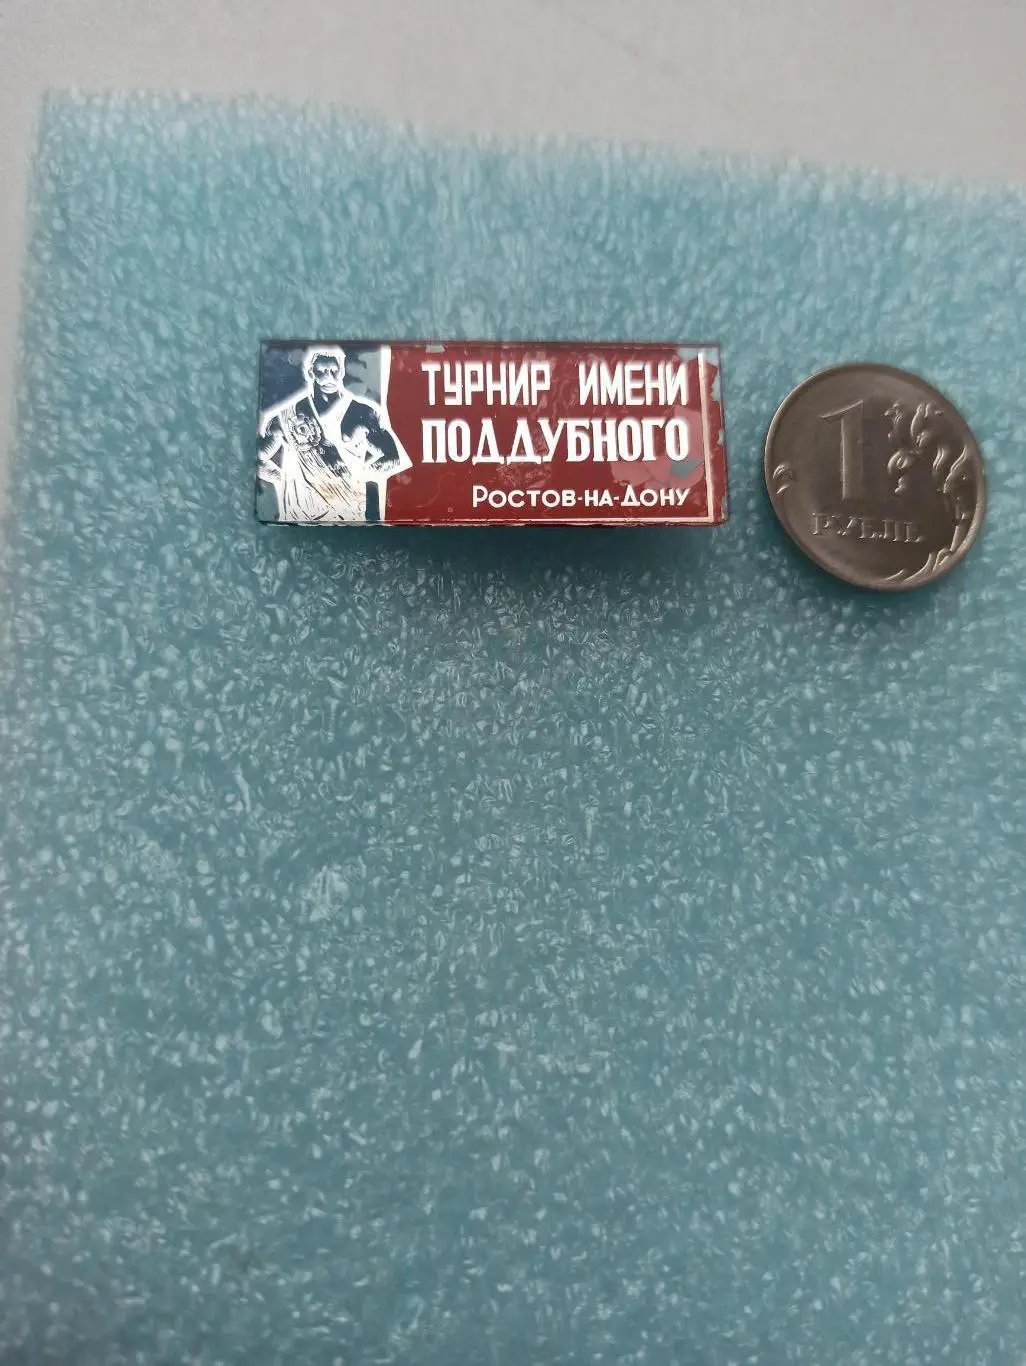 ТУРНИР ИМЕНИ
ПОДДУБНОГО
РОСТОВ-НА-ДОНУ
1
РУБЛЬ